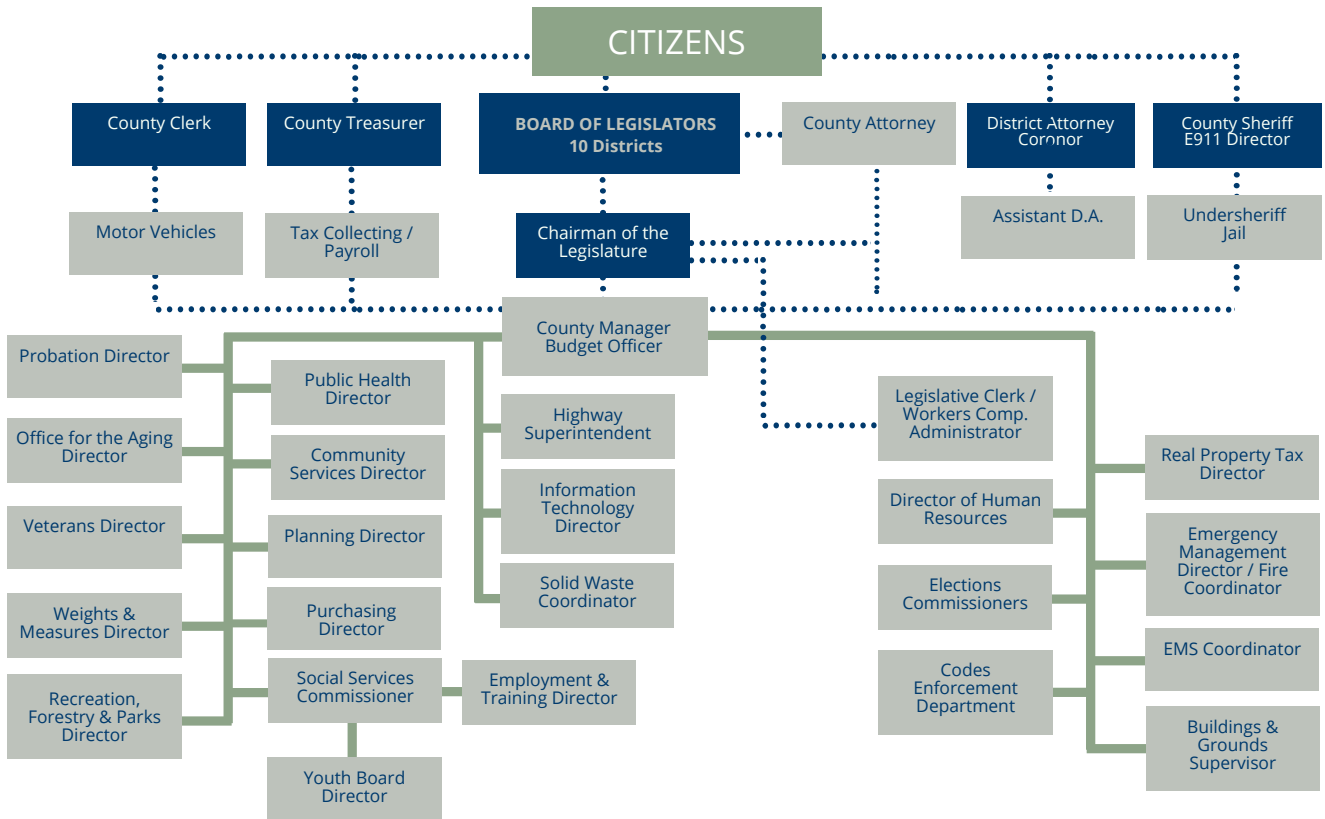 CITIZENS
County Clerk
County Treasurer
BOARD OF LEGISLATORS
10 Districts
County Attorney
District Attorney
Coronor
County Sheriff
E911 Director
Motor Vehicles
Tax Collecting /
Payroll
Chairman of the
Legislature
Assistant D.A.
Undersheriff
Jail
County Manager
Budget Officer
Probation Director
Office for the Aging
Director
Veterans Director
Weights &
Measures Director
Recreation,
Forestry & Parks
Director
Public Health
Director
Community
Services Director
Planning Director
Purchasing
Director
Social Services
Commissioner
Employment &
Training Director
Youth Board
Director
Highway
Superintendent
Information
Technology
Director
Solid Waste
Coordinator
Legislative Clerk /
Workers Comp.
Administrator
Director of Human
Resources
Elections
Commissioners
Codes
Enforcement
Department
Real Property Tax
Director
Emergency
Management
Director / Fire
Coordinator
EMS Coordinator
Buildings &
Grounds
Supervisor